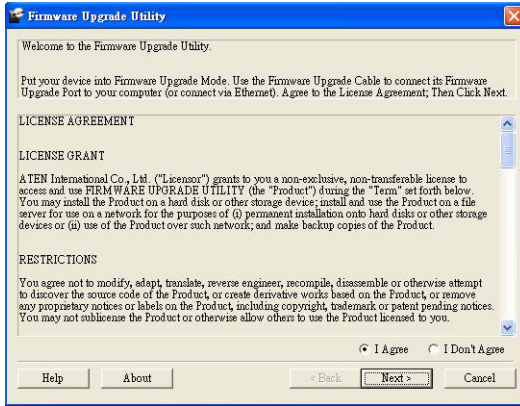 Firmware Upgrade Utility
Welcome to the Firmware Upgrade Utility.
Put your device into Firmware Upgrade Mode. Use the Firmware Upgrade Cable to connect its Firmware
Upgrade Port to your computer (or connect via Ethernet). Agree to the License Agreement; Then Click Next.
LICENSE AGREEMENT
LICENSE GRANT
ATEN International Co., Ltd. ("Licensor") grants to you a non-exclusive, non-transferable license to
access and use FIRMWARE UPGRADE UTILITY (the "Product") during the "Term" set forth below.
You may install the Product on a hard disk or other storage device; install and use the Product on a file
server for use on a network for the purposes of (i) permanent installation onto hard disks or other storage
devices or (ii) use of the Product over such network; and make backup copies of the Product.
RESTRICTIONS
You agree not to modify, adapt, translate, reverse engineer, recompile, disassemble or otherwise attempt
to discover the source code of the Product, or create derivative works based on the Product, or remove
any proprietary notices or labels on the Product, including copyright, trademark or patent pending notices.
You may not sublicense the Product or otherwise allow others to use the Product licensed to you.
I Agree I Don't Agree
Help About < Back Next > Cancel